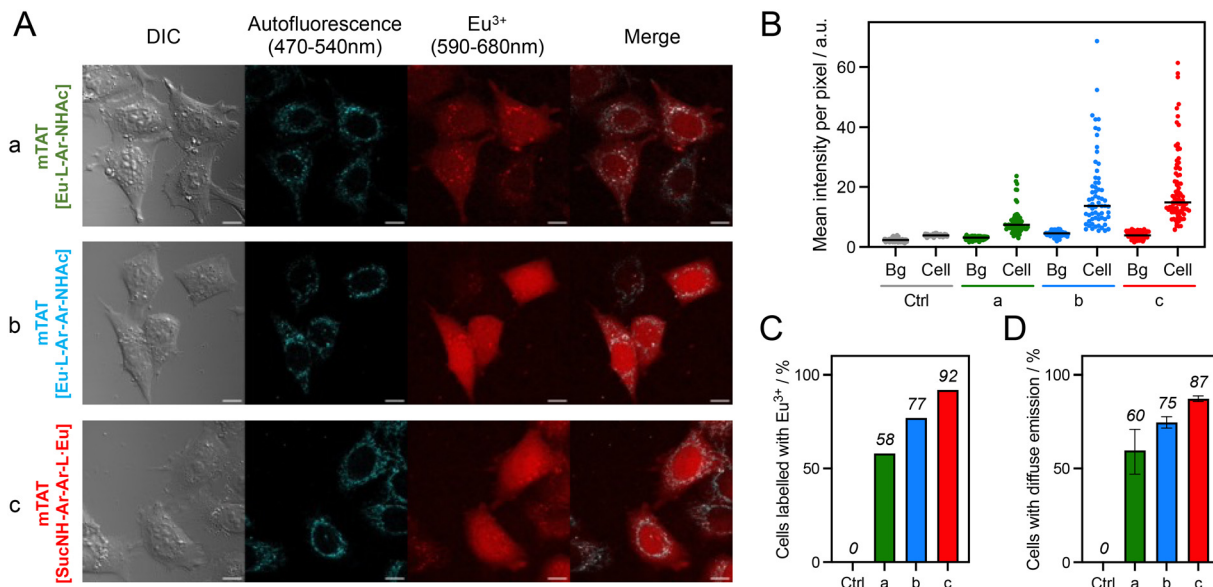 A
DIC
Autofluorescence
(470-540nm)
Eu³⁺
(590-680nm)
Merge
a
mTAT
[Eu·L-Ar-NHAc]
b
mTAT
[Eu·L-Ar-Ar-NHAc]
c
mTAT
[SucNH-Ar-Ar-L·Eu]
B
Mean intensity per pixel / a.u.
60
40
20
0
Bg Cell Bg Cell Bg Cell Bg Cell
Ctrl a b c
C
Cells labelled with Eu³⁺ / %
100
50
0
0
58
77
92
Ctrl a b c
D
Cells with diffuse emission / %
100
50
0
0
60
75
87
Ctrl a b c